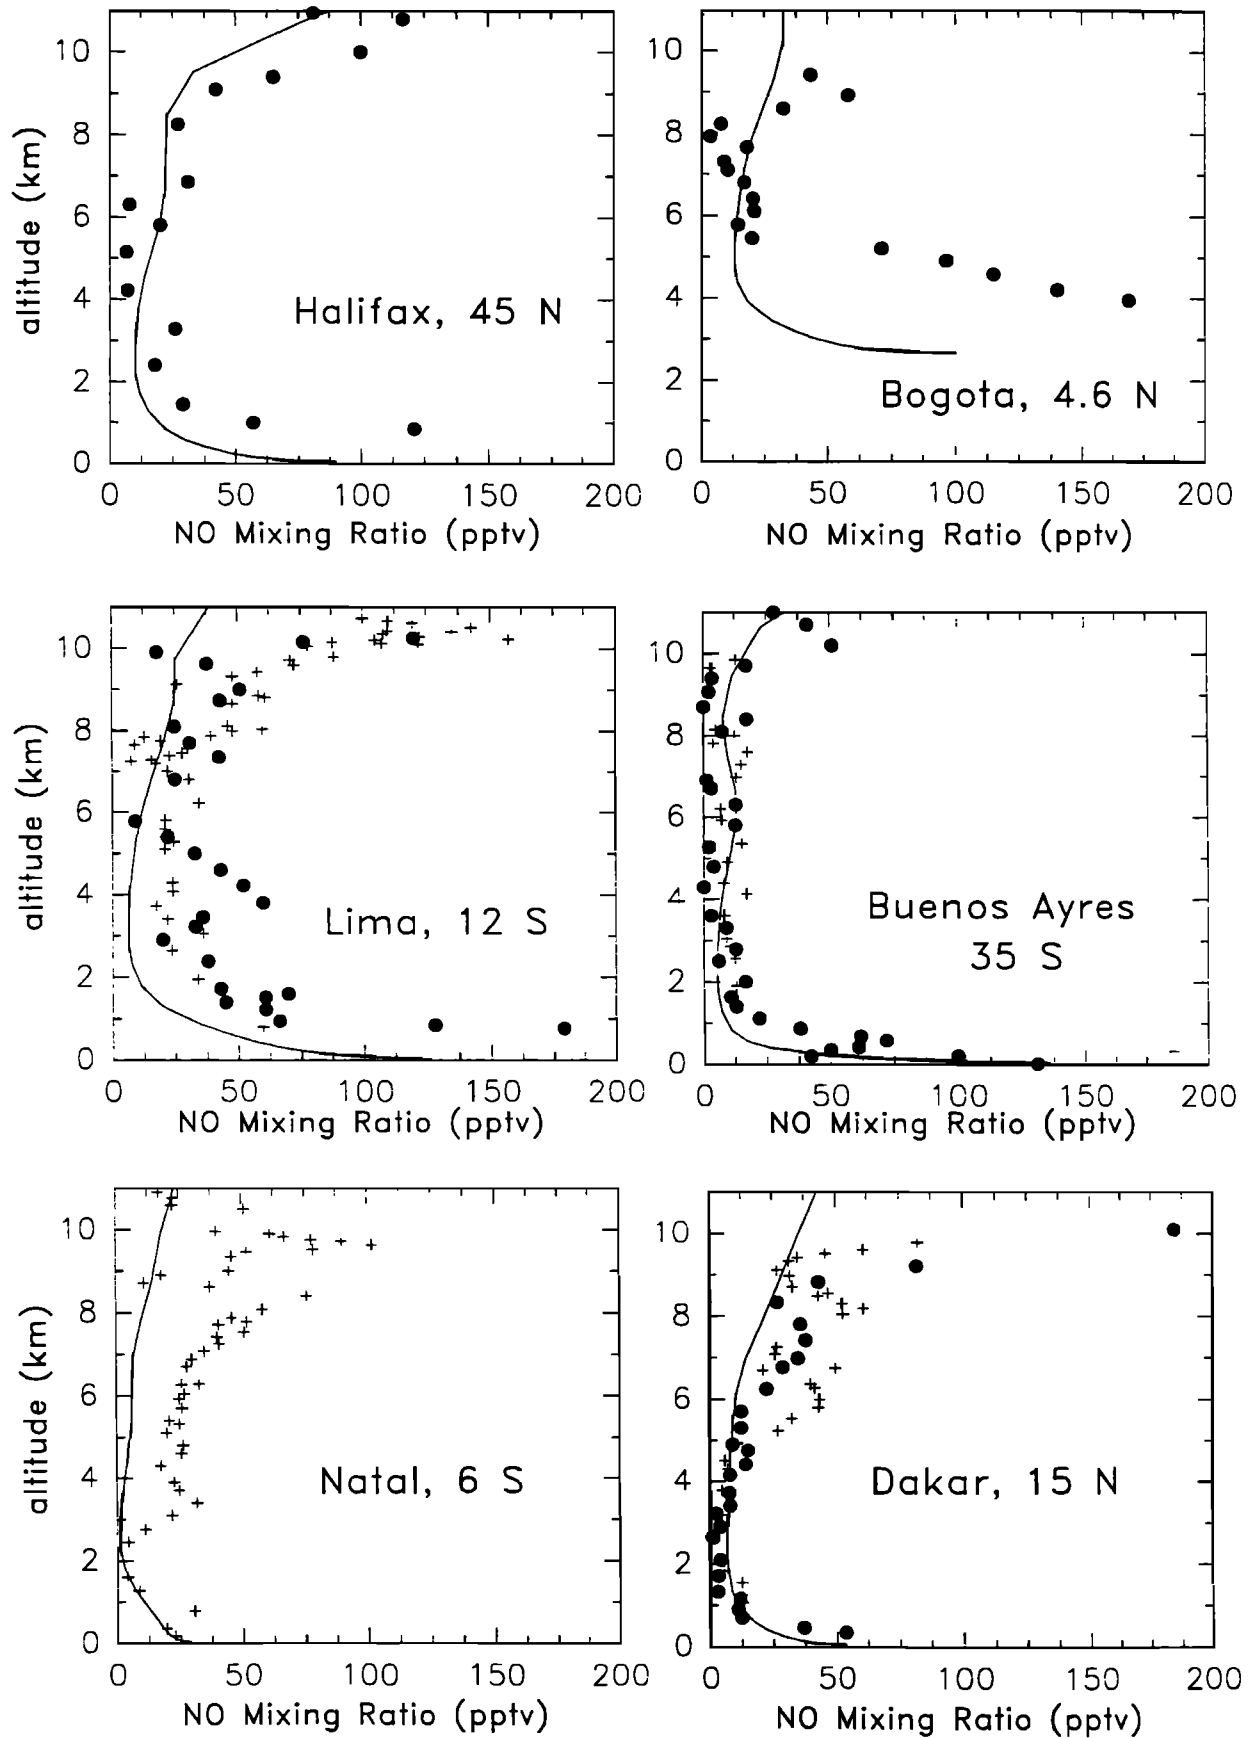 altitude (km)
10
8
6
4
2
0
Halifax, 45 N
0 50 100 150 200
NO Mixing Ratio (pptv)
10
8
6
4
2
0
Bogota, 4.6 N
0 50 100 150 200
NO Mixing Ratio (pptv)
altitude (km)
10
8
6
4
2
0
Lima, 12 S
0 50 100 150 200
NO Mixing Ratio (pptv)
10
8
6
4
2
0
Buenos Ayres
35 S
0 50 100 150 200
NO Mixing Ratio (pptv)
altitude (km)
10
8
6
4
2
0
Natal, 6 S
0 50 100 150 200
NO Mixing Ratio (pptv)
10
8
6
4
2
0
Dakar, 15 N
0 50 100 150 200
NO Mixing Ratio (pptv)